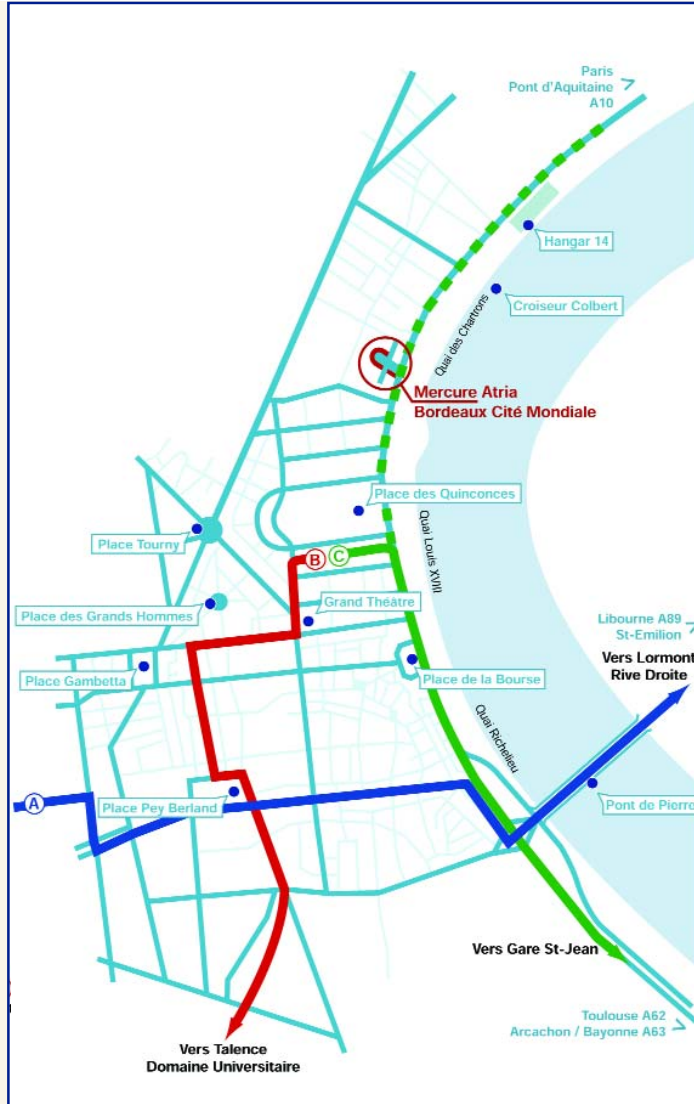 Paris
Pont d'Aquitaine
A10
Hangar 14
Croiseur Colbert
Quai des Chartrons
Mercure Atria
Bordeaux Cité Mondiale
Place des Quinconces
Place Tourny
Quai Louis XVIII
B
C
Place des Grands Hommes
Grand Théâtre
Libourne A89
St-Emilion
Vers Lormont
Rive Droite
Place Gambetta
Place de la Bourse
Quai Richelieu
A
Place Pey Berland
Pont de Pierre
Vers Gare St-Jean
Toulouse A62
Arcachon / Bayonne A63
Vers Talence
Domaine Universitaire